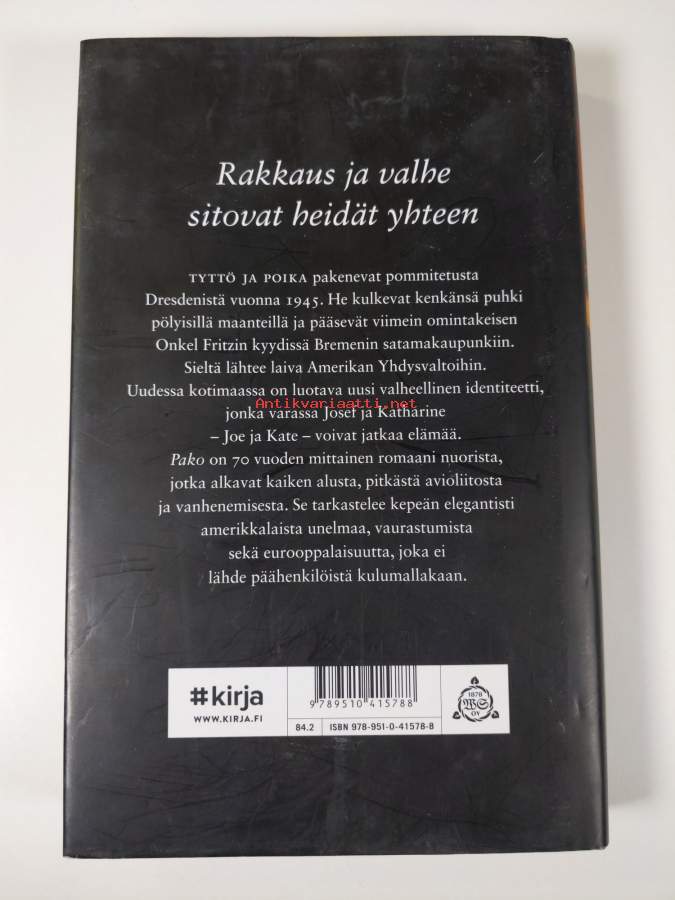 Rakkaus ja valhe
sitovat heidät yhteen
TYTTÖ JA POIKA pakenevat pommitetusta
Dresdenistä vuonna 1945. He kulkevat kenkänsä puhki
pölyisillä maanteillä ja pääsevät viimein omintakeisen
Onkel Fritzin kyydissä Bremenin satamakaupunkiin.
Sieltä lähtee laiva Amerikan Yhdysvaltoihin.
Uudessa kotimaassa on luotava uusi valheellinen identiteetti,
Antikvariaatti.net
jonka varassa Josef ja Katharine
– Joe ja Kate – voivat jatkaa elämää.
Pako on 70 vuoden mittainen romaani nuorista,
jotka alkavat kaiken alusta, pitkästä avioliitosta
ja vanhenemisesta. Se tarkastelee kepeän elegantisti
amerikkalaista unelmaa, vaurastumista
sekä eurooppalaisuutta, joka ei
lähde päähenkilöistä kulumallakaan.
#kirja
WWW.KIRJA.FI
9789510415788
84.2
ISBN 978-951-0-41578-8
1878
WS
OY